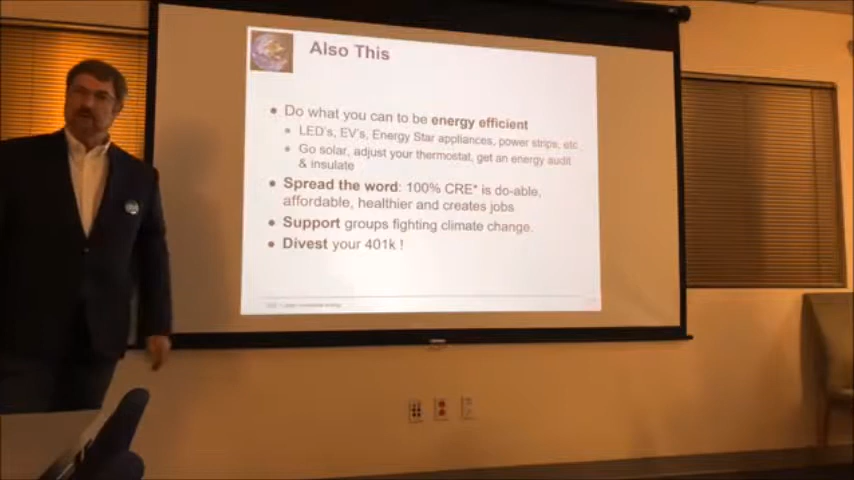 Also This
Do what you can to be energy efficient
LED's, EV's, Energy Star appliances, power strips, etc
Go solar, adjust your thermostat, get an energy audit
& insulate
Spread the word: 100% CRE* is do-able,
affordable, healthier and creates jobs
Support groups fighting climate change.
Divest your 401k !